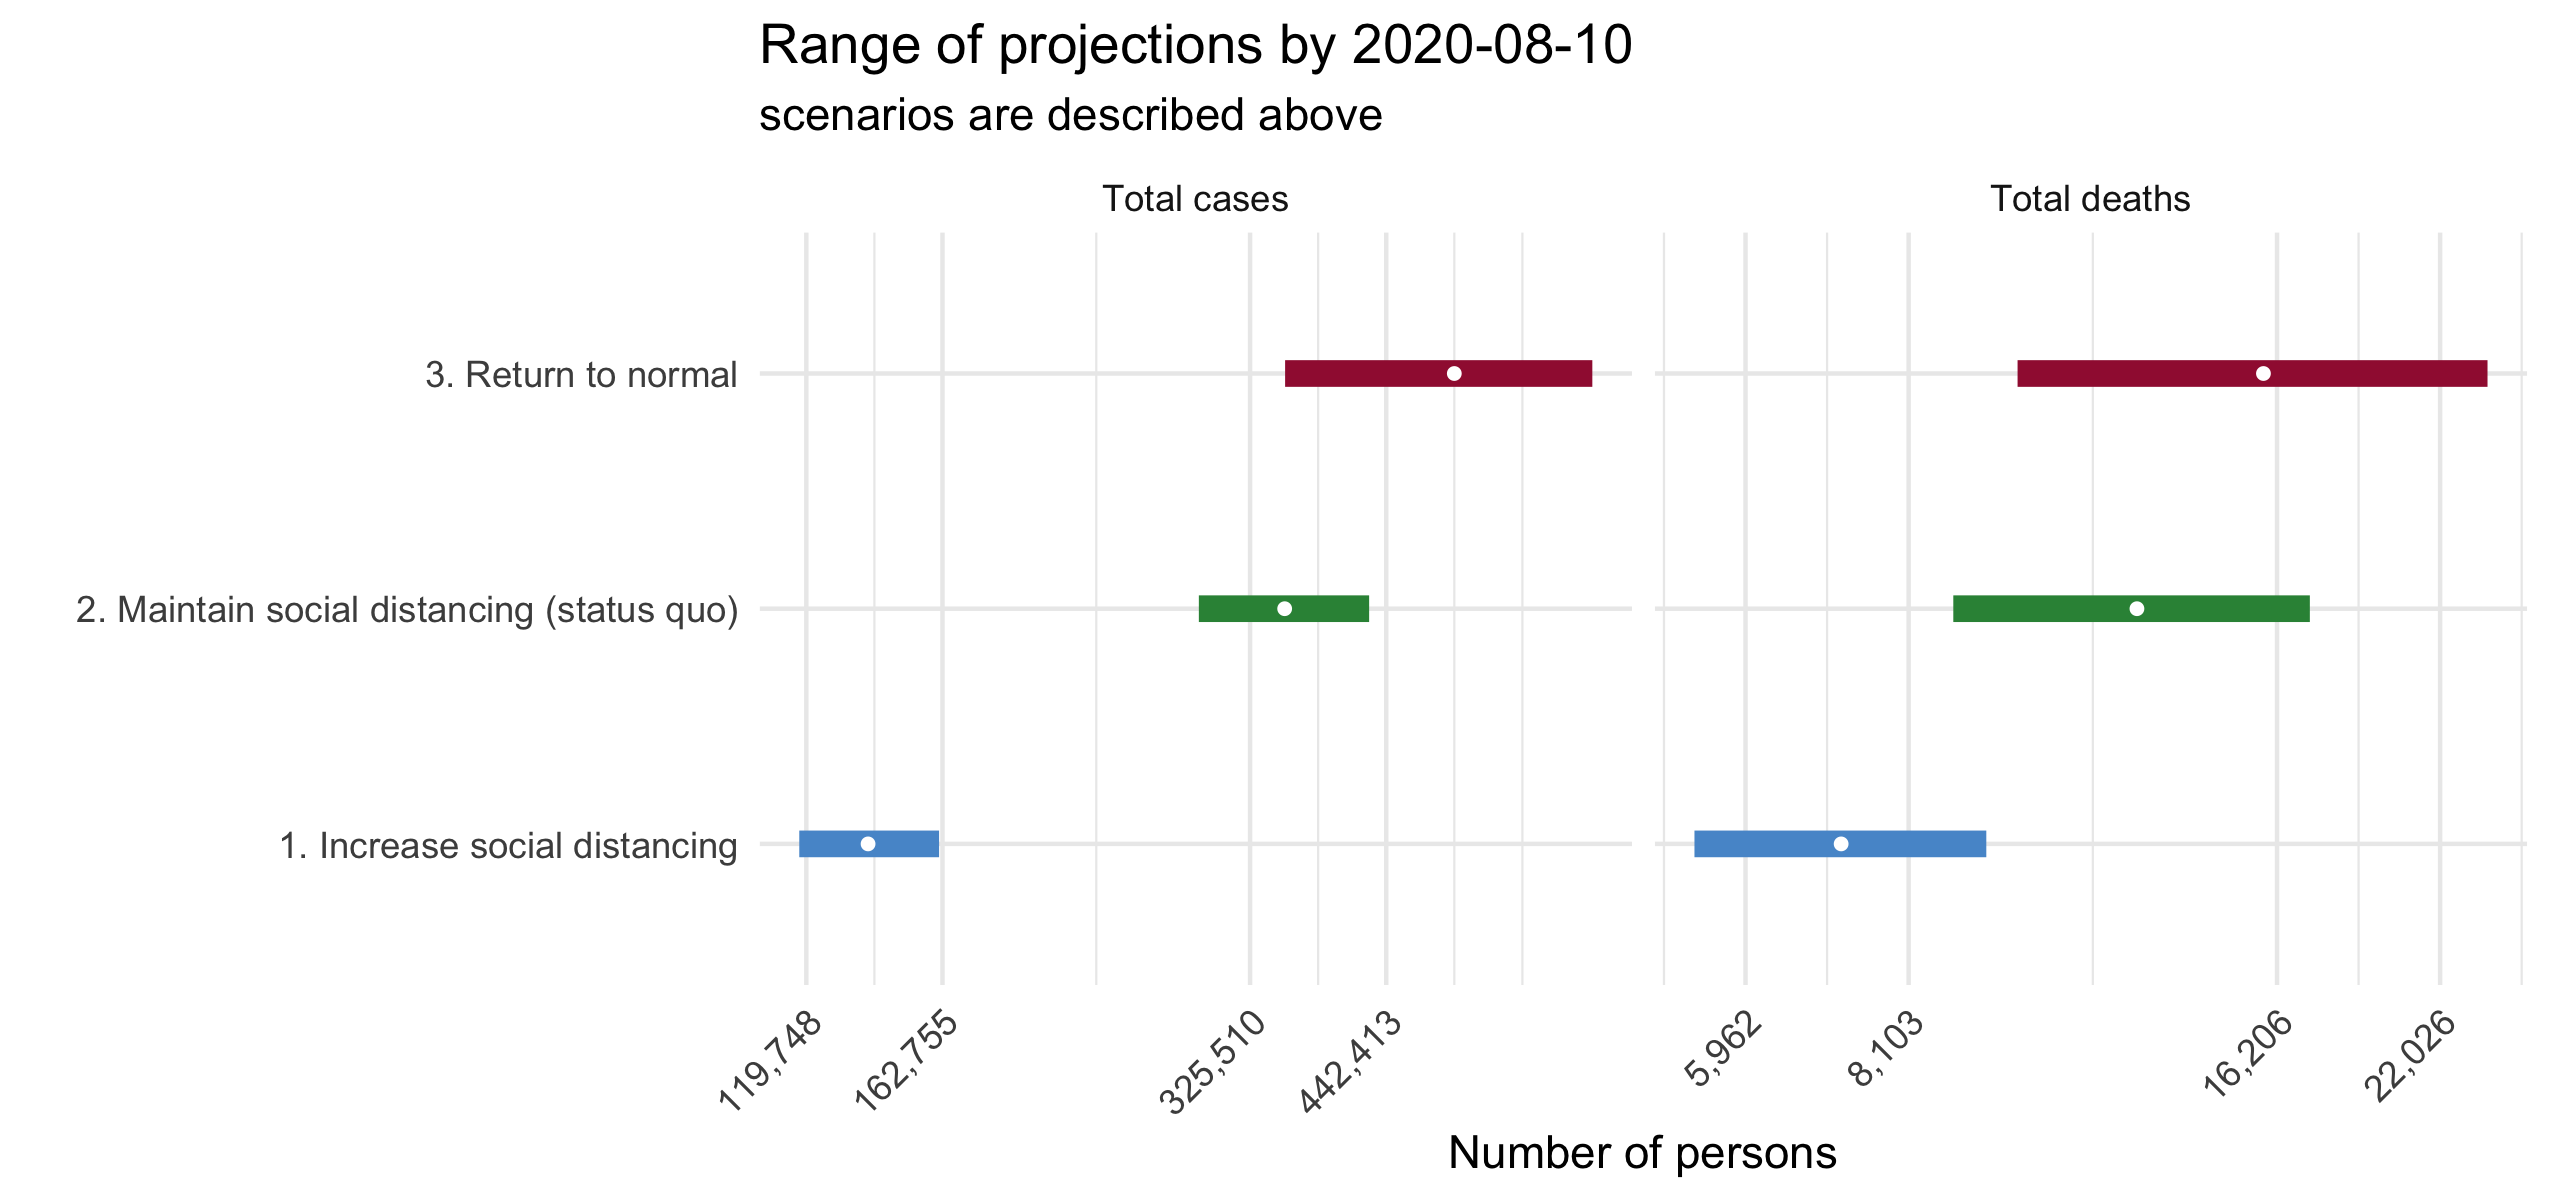 Range of projections by 2020-08-10
scenarios are described above
Total cases
Total deaths
3. Return to normal
2. Maintain social distancing (status quo)
1. Increase social distancing
119,748
162,755
325,510
442,413
5,962
8,103
16,206
22,026
Number of persons